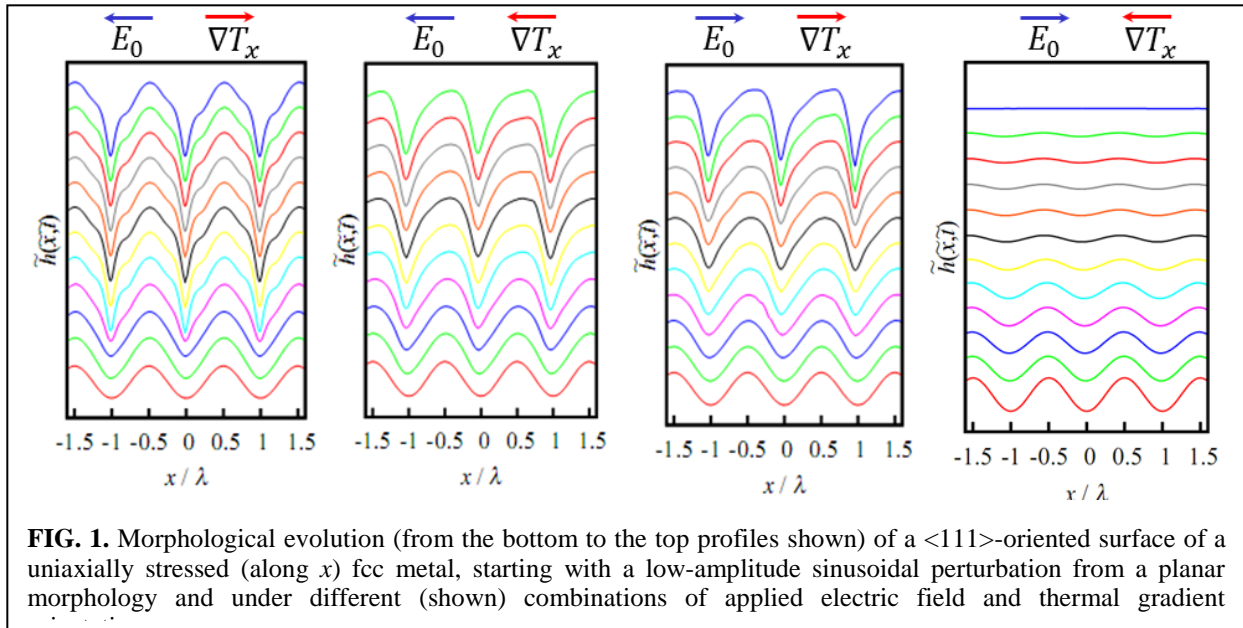 E₀ ∇Tₓ E₀ ∇Tₓ E₀ ∇Tₓ E₀ ∇Tₓ
h̃(x̃,t̃) h̃(x̃,t̃) h̃(x̃,t̃) h̃(x̃,t̃)
-1.5 -1 -0.5 0 0.5 1 1.5 -1.5 -1 -0.5 0 0.5 1 1.5 -1.5 -1 -0.5 0 0.5 1 1.5 -1.5 -1 -0.5 0 0.5 1 1.5
x / λ x / λ x / λ x / λ
FIG. 1. Morphological evolution (from the bottom to the top profiles shown) of a <111>-oriented surface of a
uniaxially stressed (along x) fcc metal, starting with a low-amplitude sinusoidal perturbation from a planar
morphology and under different (shown) combinations of applied electric field and thermal gradient